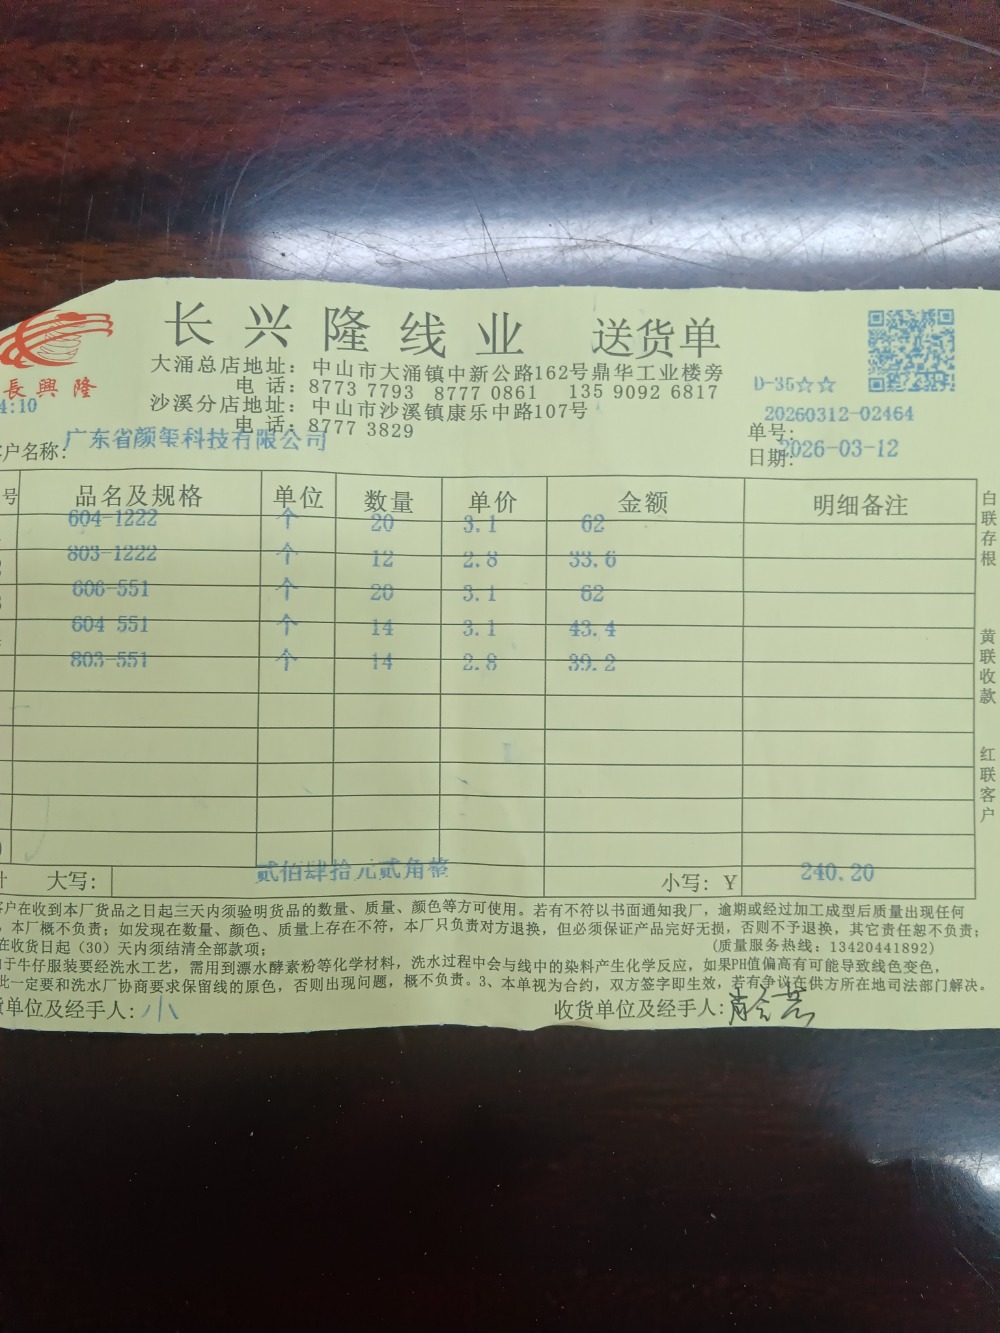 长兴隆线业 送货单
長興隆
大涌总店地址：中山市大涌镇中新公路162号鼎华工业楼旁
电 话：8773 7793 8777 0861 135 9092 6817
沙溪分店地址：中山市沙溪镇康乐中路107号
电 话：8777 3829
4:10
D-35☆☆
单号：20260312-02464
户名称：广东省颜玺科技有限公司
日期：2026-03-12
号 品名及规格 单位 数量 单价 金额 明细备注
604-1222 个 20 3.1 62
803-1222 个 12 2.8 33.6
606-551 个 20 3.1 62
604 551 个 14 3.1 43.4
803-551 个 14 2.8 39.2
大写：贰佰肆拾元贰角整 小写：￥ 240.20
白联存根
黄联收款
红联客户
户在收到本厂货品之日起三天内须验明货品的数量、质量、颜色等方可使用。若有不符以书面通知我厂，逾期或经过加工成型后质量出现任何
，本厂概不负责；如发现在数量、颜色、质量上存在不符，本厂只负责对方退换，但必须保证产品完好无损，否则不予退换，其它责任恕不负责；
在收货日起（30）天内须结清全部款项； （质量服务热线：13420441892）
于牛仔服装要经洗水工艺，需用到漂水酵素粉等化学材料，洗水过程中会与线中的染料产生化学反应，如果PH值偏高有可能导致线色变色，
此一定要和洗水厂协商要求保留线的原色，否则出现问题，概不负责。3、本单视为合约，双方签字即生效，若有争议在供方所在地司法部门解决。
货单位及经手人：小 收货单位及经手人：